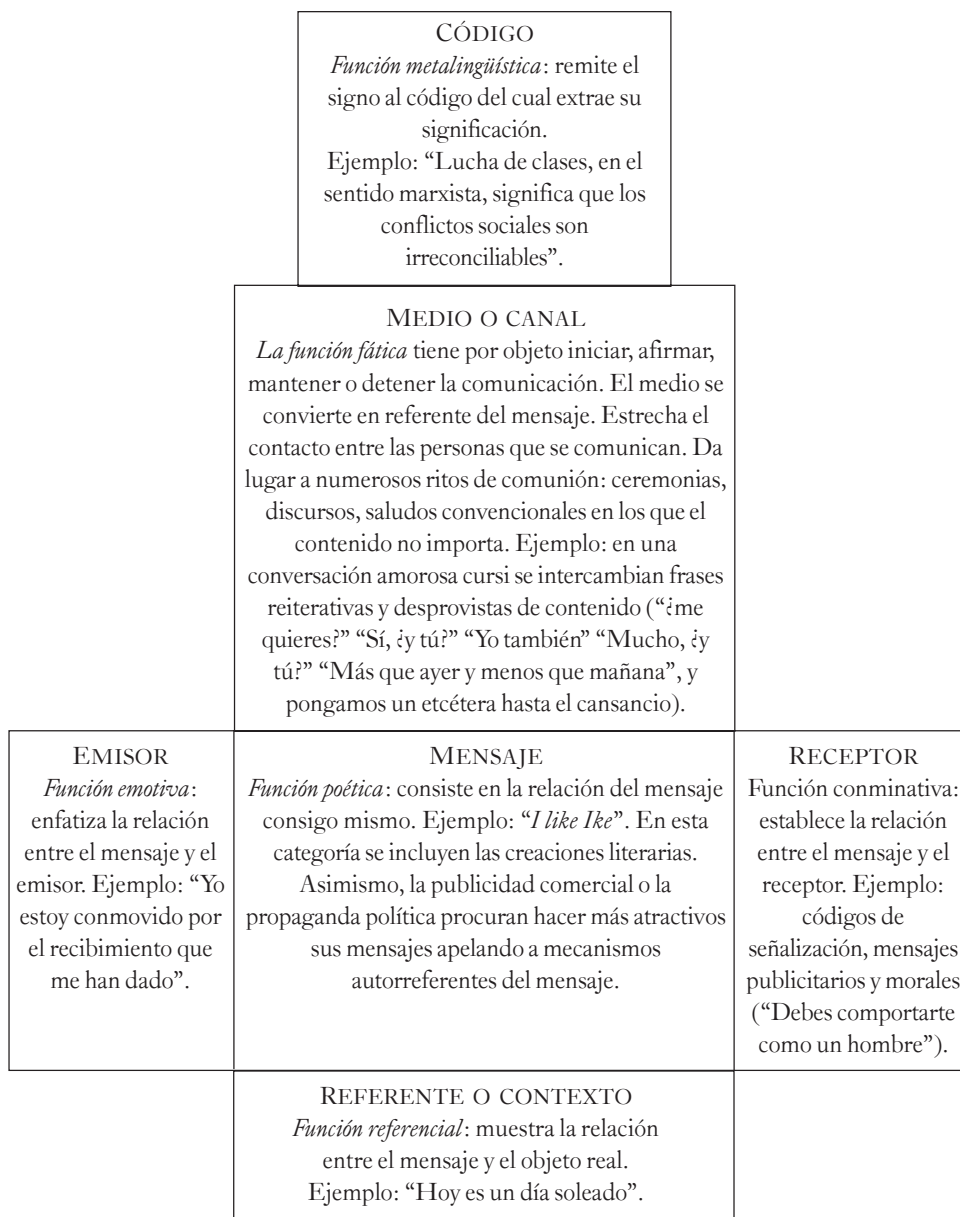 CÓDIGO
Función metalingüística: remite el
signo al código del cual extrae su
significación.
Ejemplo: “Lucha de clases, en el
sentido marxista, significa que los
conflictos sociales son
irreconciliables”.
MEDIO O CANAL
La función fática tiene por objeto iniciar, afirmar,
mantener o detener la comunicación. El medio se
convierte en referente del mensaje. Estrecha el
contacto entre las personas que se comunican. Da
lugar a numerosos ritos de comunión: ceremonias,
discursos, saludos convencionales en los que el
contenido no importa. Ejemplo: en una
conversación amorosa cursi se intercambian frases
reiterativas y desprovistas de contenido (“¿me
quieres?” “Sí, ¿y tú?” “Yo también” “Mucho, ¿y
tú?” “Más que ayer y menos que mañana”, y
pongamos un etcétera hasta el cansancio).
EMISOR
Función emotiva:
enfatiza la relación
entre el mensaje y el
emisor. Ejemplo: “Yo
estoy conmovido por
el recibimiento que
me han dado”.
MENSAJE
Función poética: consiste en la relación del mensaje
consigo mismo. Ejemplo: “I like Ike”. En esta
categoría se incluyen las creaciones literarias.
Asimismo, la publicidad comercial o la
propaganda política procuran hacer más atractivos
sus mensajes apelando a mecanismos
autorreferentes del mensaje.
RECEPTOR
Función conminativa:
establece la relación
entre el mensaje y el
receptor. Ejemplo:
códigos de
señalización, mensajes
publicitarios y morales
(“Debes comportarte
como un hombre”).
REFERENTE O CONTEXTO
Función referencial: muestra la relación
entre el mensaje y el objeto real.
Ejemplo: “Hoy es un día soleado”.